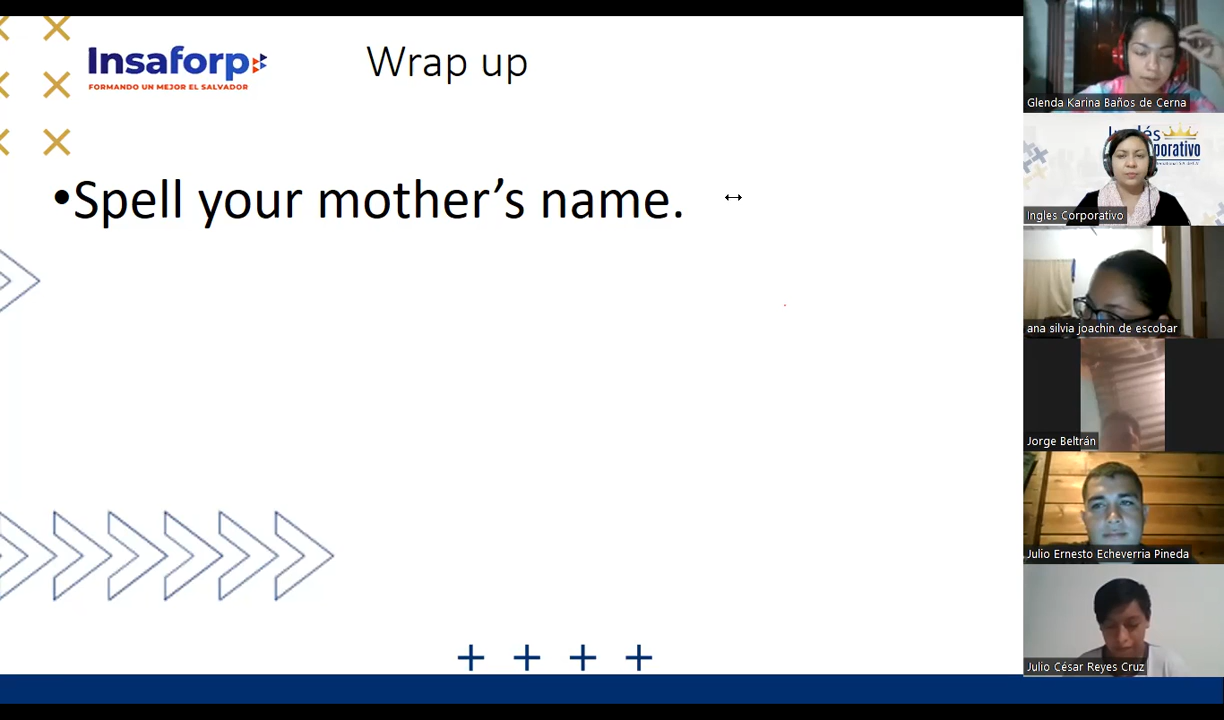 Insaforp
FORMANDO UN MEJOR EL SALVADOR
Wrap up
•Spell your mother’s name.
Glenda Karina Baños de Cerna
Ingles Corporativo
ana silvia joachin de escobar
Jorge Beltrán
Julio Ernesto Echeverria Pineda
Julio César Reyes Cruz